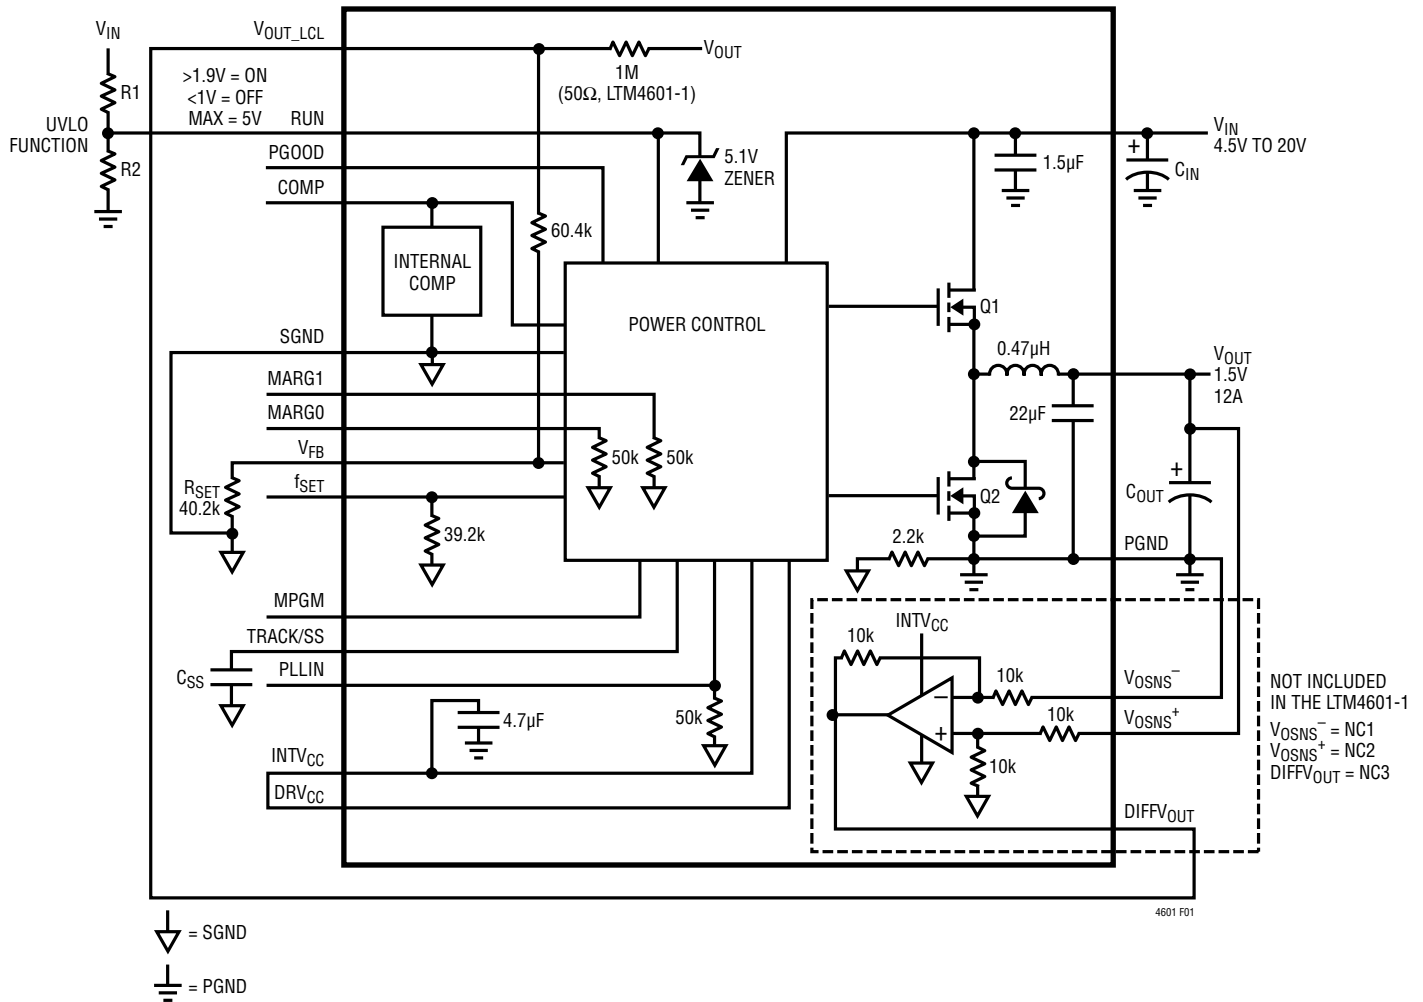 V_IN
R1
UVLO
FUNCTION
R2
>1.9V = ON
<1V = OFF
MAX = 5V
V_OUT_LCL
RUN
PGOOD
COMP
1M
(50Ω, LTM4601-1)
V_OUT
5.1V
ZENER
60.4k
INTERNAL
COMP
POWER CONTROL
1.5µF
V_IN
4.5V TO 20V
+
C_IN
Q1
0.47µH
V_OUT
1.5V
12A
22µF
Q2
+
C_OUT
2.2k
PGND
SGND
MARG1
MARG0
V_FB
f_SET
50k
50k
R_SET
40.2k
39.2k
MPGM
TRACK/SS
PLLIN
C_SS
4.7µF
50k
INTV_CC
DRV_CC
INTV_CC
10k
10k
−
+
10k
10k
V_OSNS⁻
V_OSNS⁺
DIFFV_OUT
NOT INCLUDED
IN THE LTM4601-1
V_OSNS⁻ = NC1
V_OSNS⁺ = NC2
DIFFV_OUT = NC3
4601 F01
= SGND
= PGND